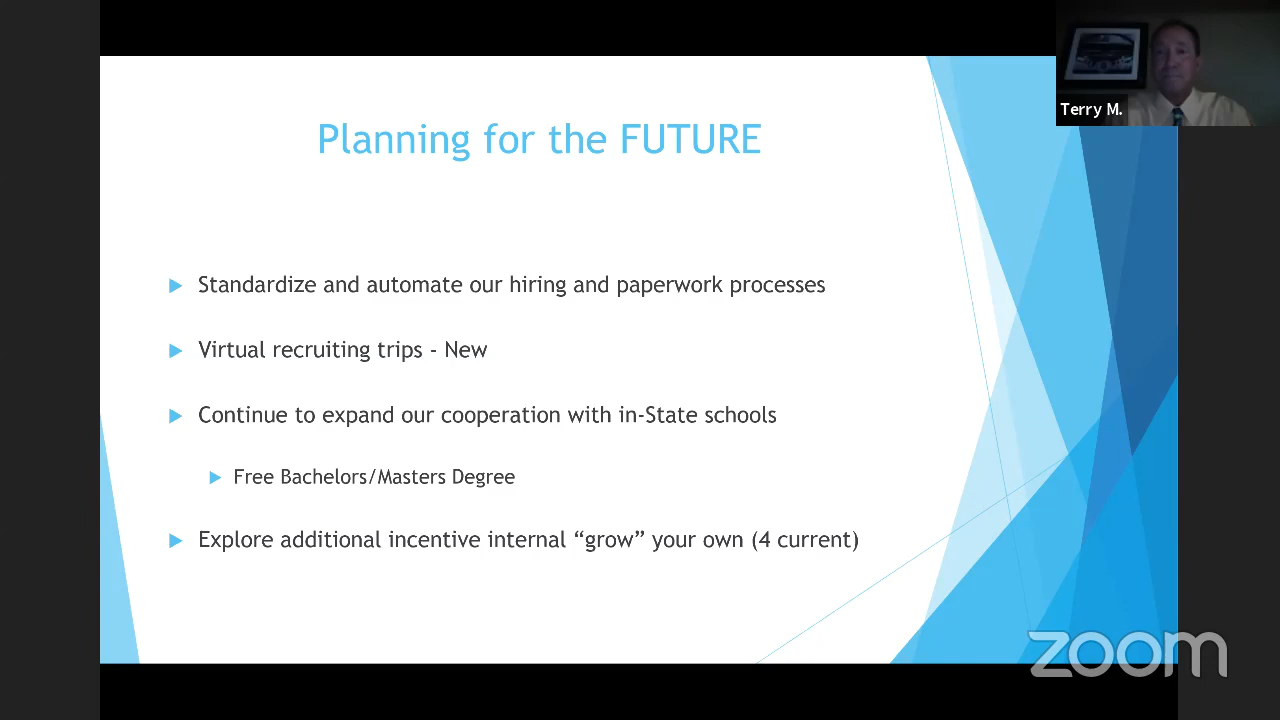 Terry M.
Planning for the FUTURE
Standardize and automate our hiring and paperwork processes
Virtual recruiting trips - New
Continue to expand our cooperation with in-State schools
Free Bachelors/Masters Degree
Explore additional incentive internal “grow” your own (4 current)
zoom